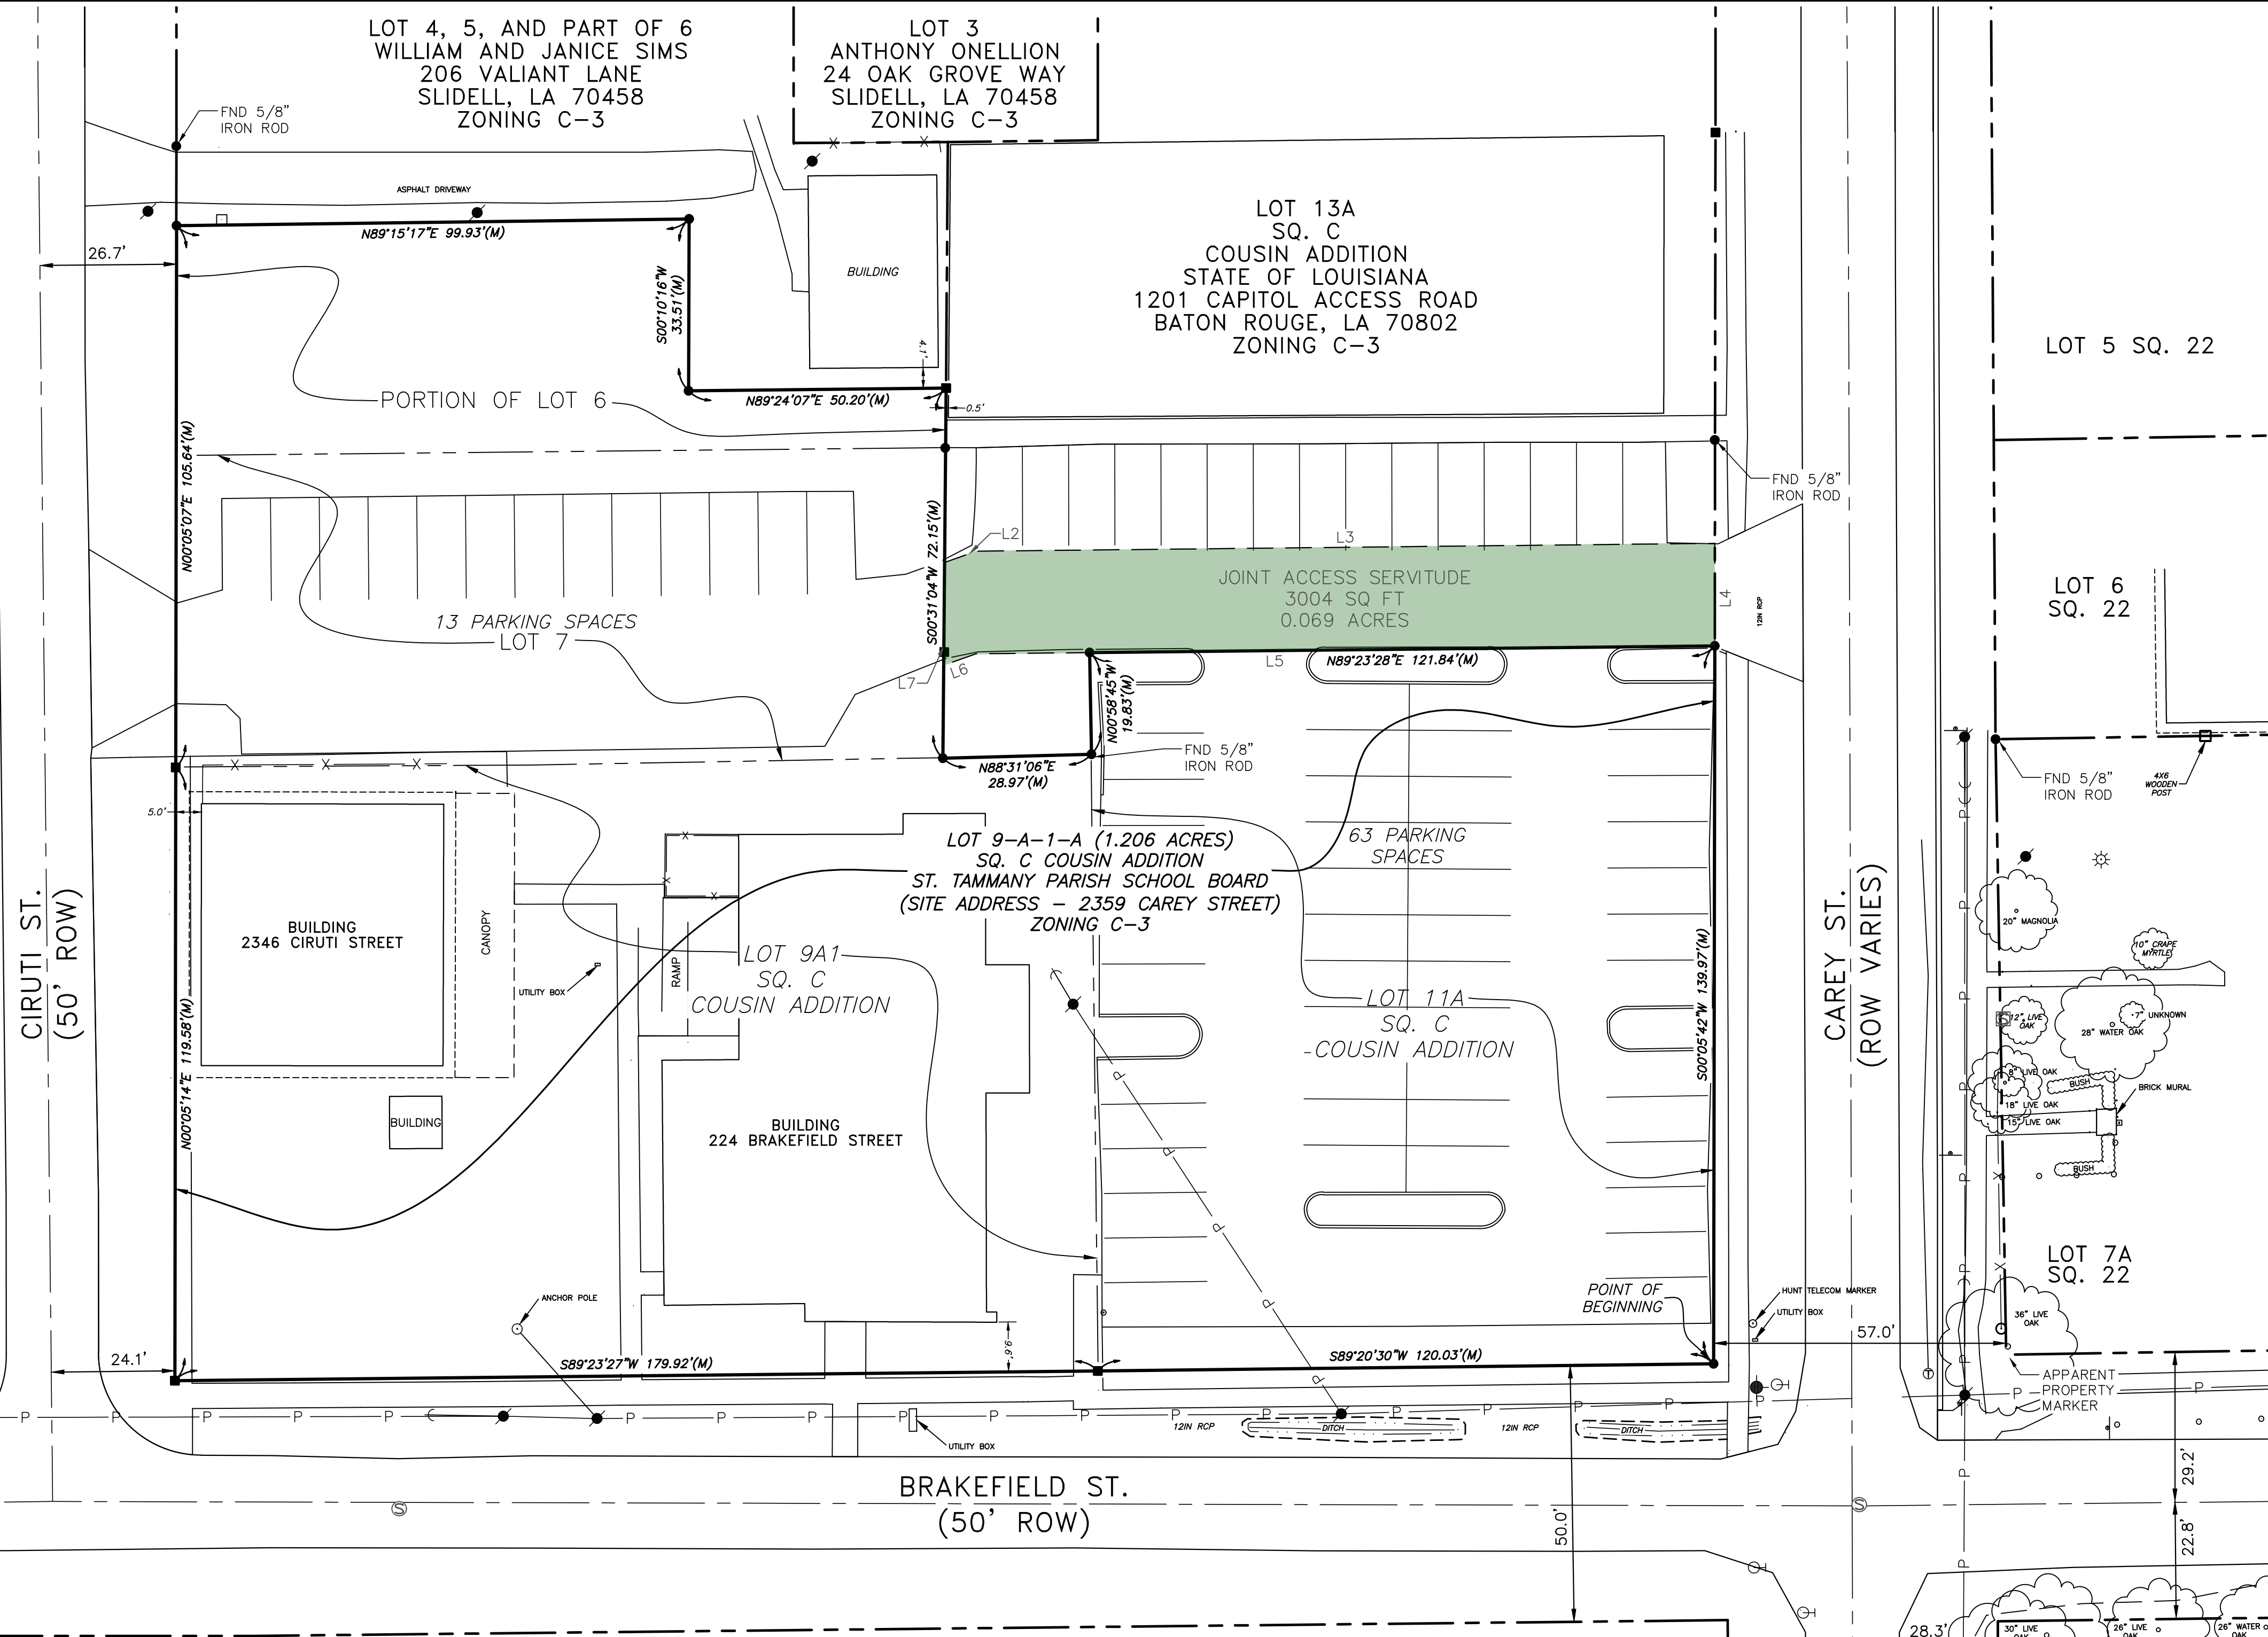 LOT 4, 5, AND PART OF 6
WILLIAM AND JANICE SIMS
206 VALIANT LANE
SLIDELL, LA 70458
ZONING C-3
LOT 3
ANTHONY ONELLION
24 OAK GROVE WAY
SLIDELL, LA 70458
ZONING C-3
FND 5/8"
IRON ROD
ASPHALT DRIVEWAY
N89°15'17"E 99.93'(M)
26.7'
S00°10'16"W
33.51'(M)
BUILDING
4.1'
LOT 13A
SQ. C
COUSIN ADDITION
STATE OF LOUISIANA
1201 CAPITOL ACCESS ROAD
BATON ROUGE, LA 70802
ZONING C-3
LOT 5 SQ. 22
PORTION OF LOT 6
N89°24'07"E 50.20'(M)
0.5'
N00°05'07"E 105.64'(M)
S00°31'04"W 72.15'(M)
FND 5/8"
IRON ROD
L2
L3
JOINT ACCESS SERVITUDE
3004 SQ FT
0.069 ACRES
L4
12IN RCP
LOT 6
SQ. 22
13 PARKING SPACES
LOT 7
L7
L6
L5
N89°23'28"E 121.84'(M)
N00°58'45"W
19.83'(M)
FND 5/8"
IRON ROD
N88°31'06"E
28.97'(M)
FND 5/8"
IRON ROD
4X6
WOODEN
POST
5.0'
X X X
LOT 9-A-1-A (1.206 ACRES)
SQ. C COUSIN ADDITION
ST. TAMMANY PARISH SCHOOL BOARD
(SITE ADDRESS - 2359 CAREY STREET)
ZONING C-3
63 PARKING
SPACES
CIRUTI ST.
(50' ROW)
BUILDING
2346 CIRUTI STREET
CANOPY
UTILITY BOX
RAMP
LOT 9A1
SQ. C
COUSIN ADDITION
LOT 11A
SQ. C
COUSIN ADDITION
S00°05'42"W 139.97'(M)
CAREY ST.
(ROW VARIES)
20" MAGNOLIA
10" CRAPE
MYRTLE
12" LIVE
OAK
28" WATER OAK
7" UNKNOWN
8" LIVE OAK
BUSH
BRICK MURAL
18" LIVE OAK
15" LIVE OAK
BUSH
N00°05'14"E 119.58'(M)
BUILDING
BUILDING
224 BRAKEFIELD STREET
LOT 7A
SQ. 22
ANCHOR POLE
POINT OF
BEGINNING
HUNT TELECOM MARKER
UTILITY BOX
36" LIVE
OAK
57.0'
24.1'
S89°23'27"W 179.92'(M)
9.6'
S89°20'30"W 120.03'(M)
APPARENT
PROPERTY
MARKER
P P P P P P P P P P P P P P P P
UTILITY BOX
12IN RCP
DITCH
12IN RCP
DITCH
BRAKEFIELD ST.
(50' ROW)
50.0'
29.2'
22.8'
28.3'
30" LIVE
OAK
26" LIVE
OAK
26" WATER
OAK